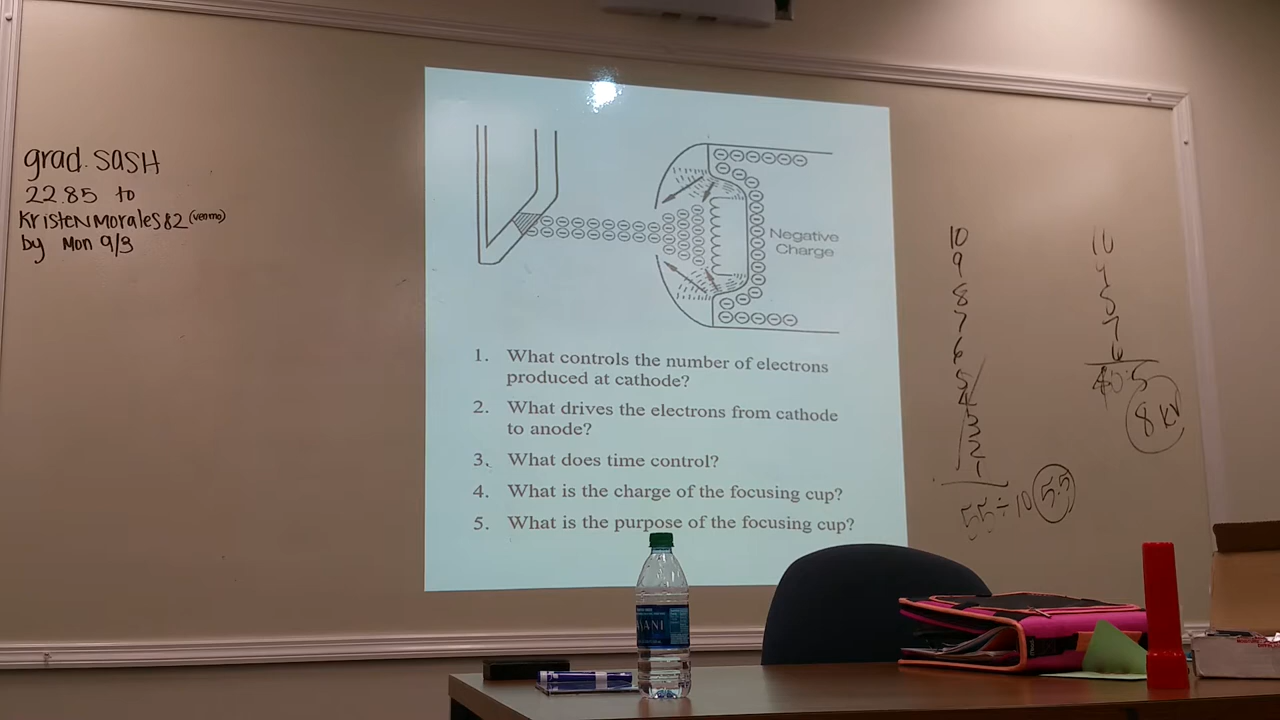 grad. SASH
22.85 to
KristenMorales82 (venmo)
by Mon 9/3
Negative
Charge
1. What controls the number of electrons
produced at cathode?
2. What drives the electrons from cathode
to anode?
3. What does time control?
4. What is the charge of the focusing cup?
5. What is the purpose of the focusing cup?
10
9
8
7
6
5
4
3
2
1
55÷10 5.5
5
7
6
8 kV